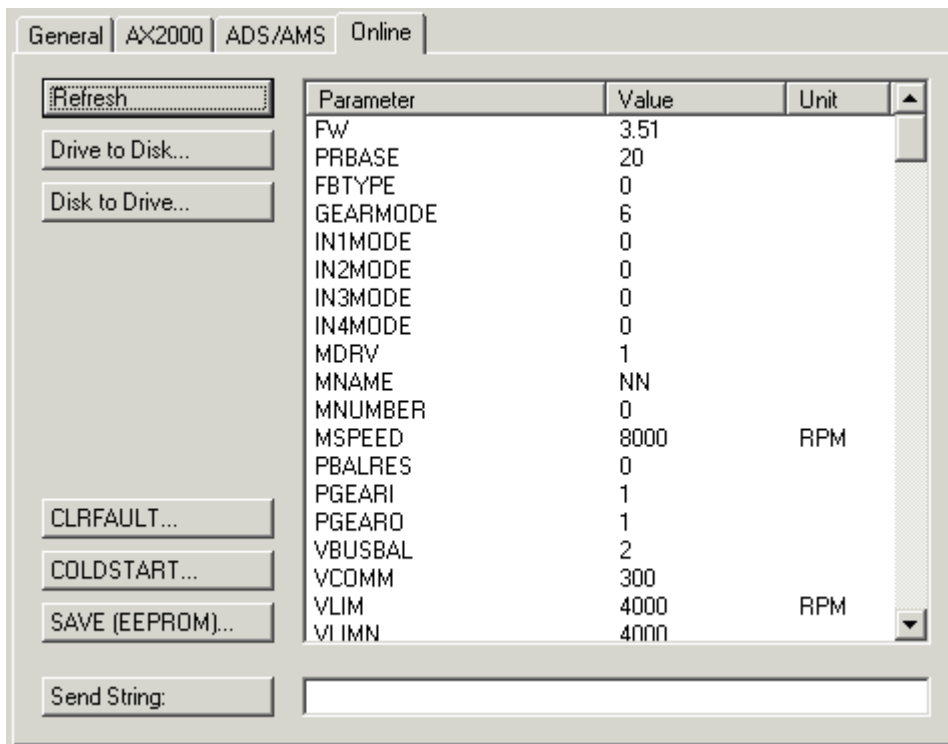 General AX2000 ADS/AMS Online
Refresh
Drive to Disk...
Disk to Drive...
CLRFAULT...
COLDSTART...
SAVE (EEPROM)...
Send String:
Parameter Value Unit
FW 3.51
PRBASE 20
FBTYPE 0
GEARMODE 6
IN1MODE 0
IN2MODE 0
IN3MODE 0
IN4MODE 0
MDRV 1
MNAME NN
MNUMBER 0
MSPEED 8000 RPM
PBALRES 0
PGEARI 1
PGEARO 1
VBUSBAL 2
VCOMM 300
VLIM 4000 RPM
VLIMN 4000